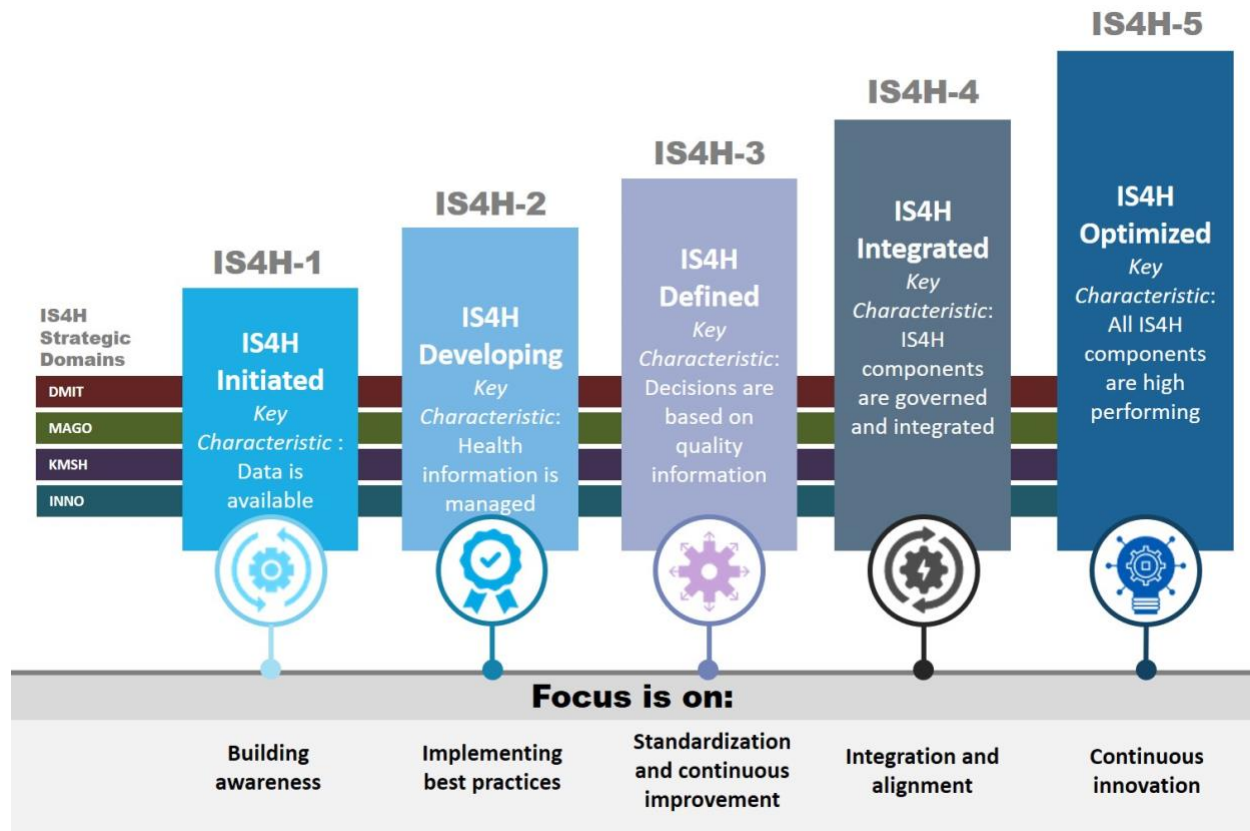 IS4H-1
IS4H-2
IS4H-3
IS4H-4
IS4H-5
IS4H
Strategic
Domains
DMIT
MAGO
KMSH
INNO
IS4H
Initiated
Key
Characteristic :
Data is
available
IS4H
Developing
Key
Characteristic:
Health
information is
managed
IS4H
Defined
Key
Characteristic:
Decisions are
based on
quality
information
IS4H
Integrated
Key
Characteristic:
IS4H
components
are governed
and integrated
IS4H
Optimized
Key
Characteristic:
All IS4H
components
are high
performing
Focus is on:
Building
awareness
Implementing
best practices
Standardization
and continuous
improvement
Integration and
alignment
Continuous
innovation